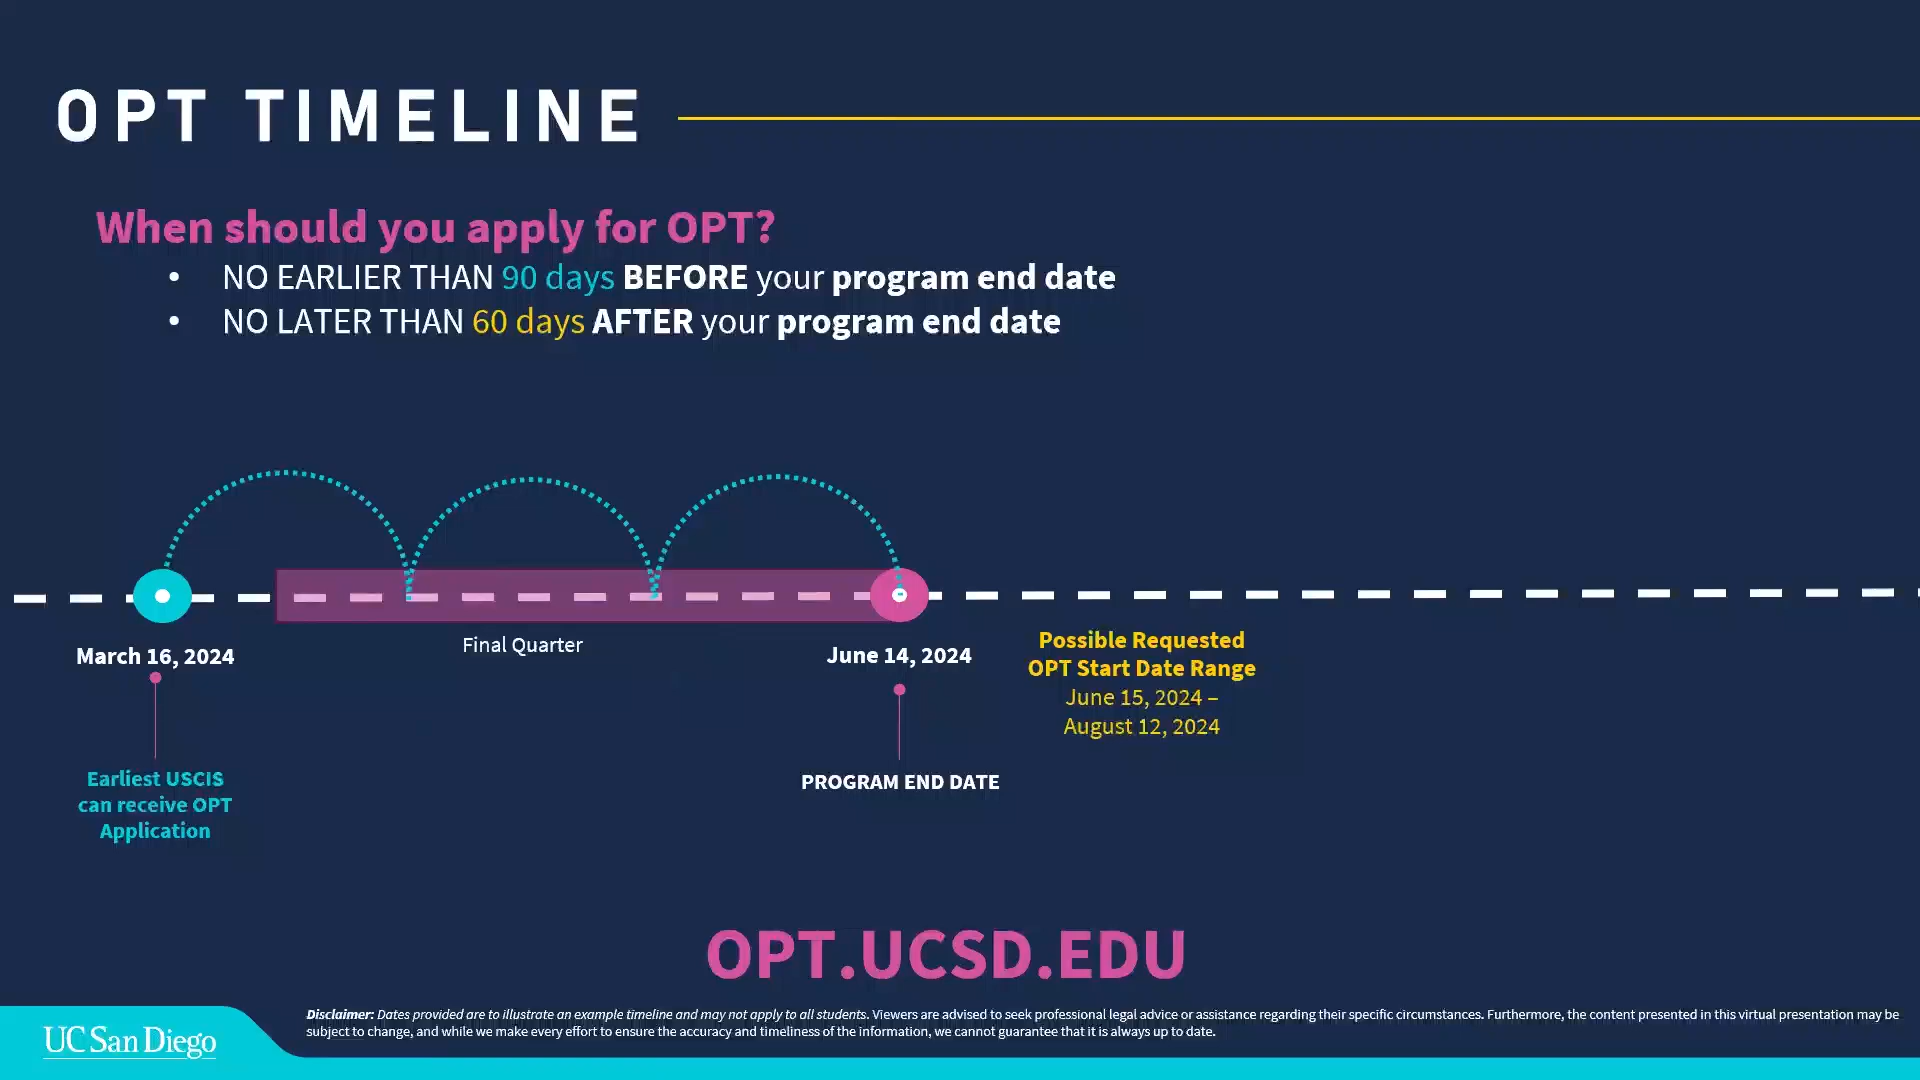 OPT TIMELINE
When should you apply for OPT?
• NO EARLIER THAN 90 days BEFORE your program end date
• NO LATER THAN 60 days AFTER your program end date
Final Quarter
March 16, 2024
June 14, 2024
Possible Requested
OPT Start Date Range
June 15, 2024 –
August 12, 2024
Earliest USCIS
can receive OPT
Application
PROGRAM END DATE
OPT.UCSD.EDU
Disclaimer: Dates provided are to illustrate an example timeline and may not apply to all students. Viewers are advised to seek professional legal advice or assistance regarding their specific circumstances. Furthermore, the content presented in this virtual presentation may be
subject to change, and while we make every effort to ensure the accuracy and timeliness of the information, we cannot guarantee that it is always up to date.
UC San Diego